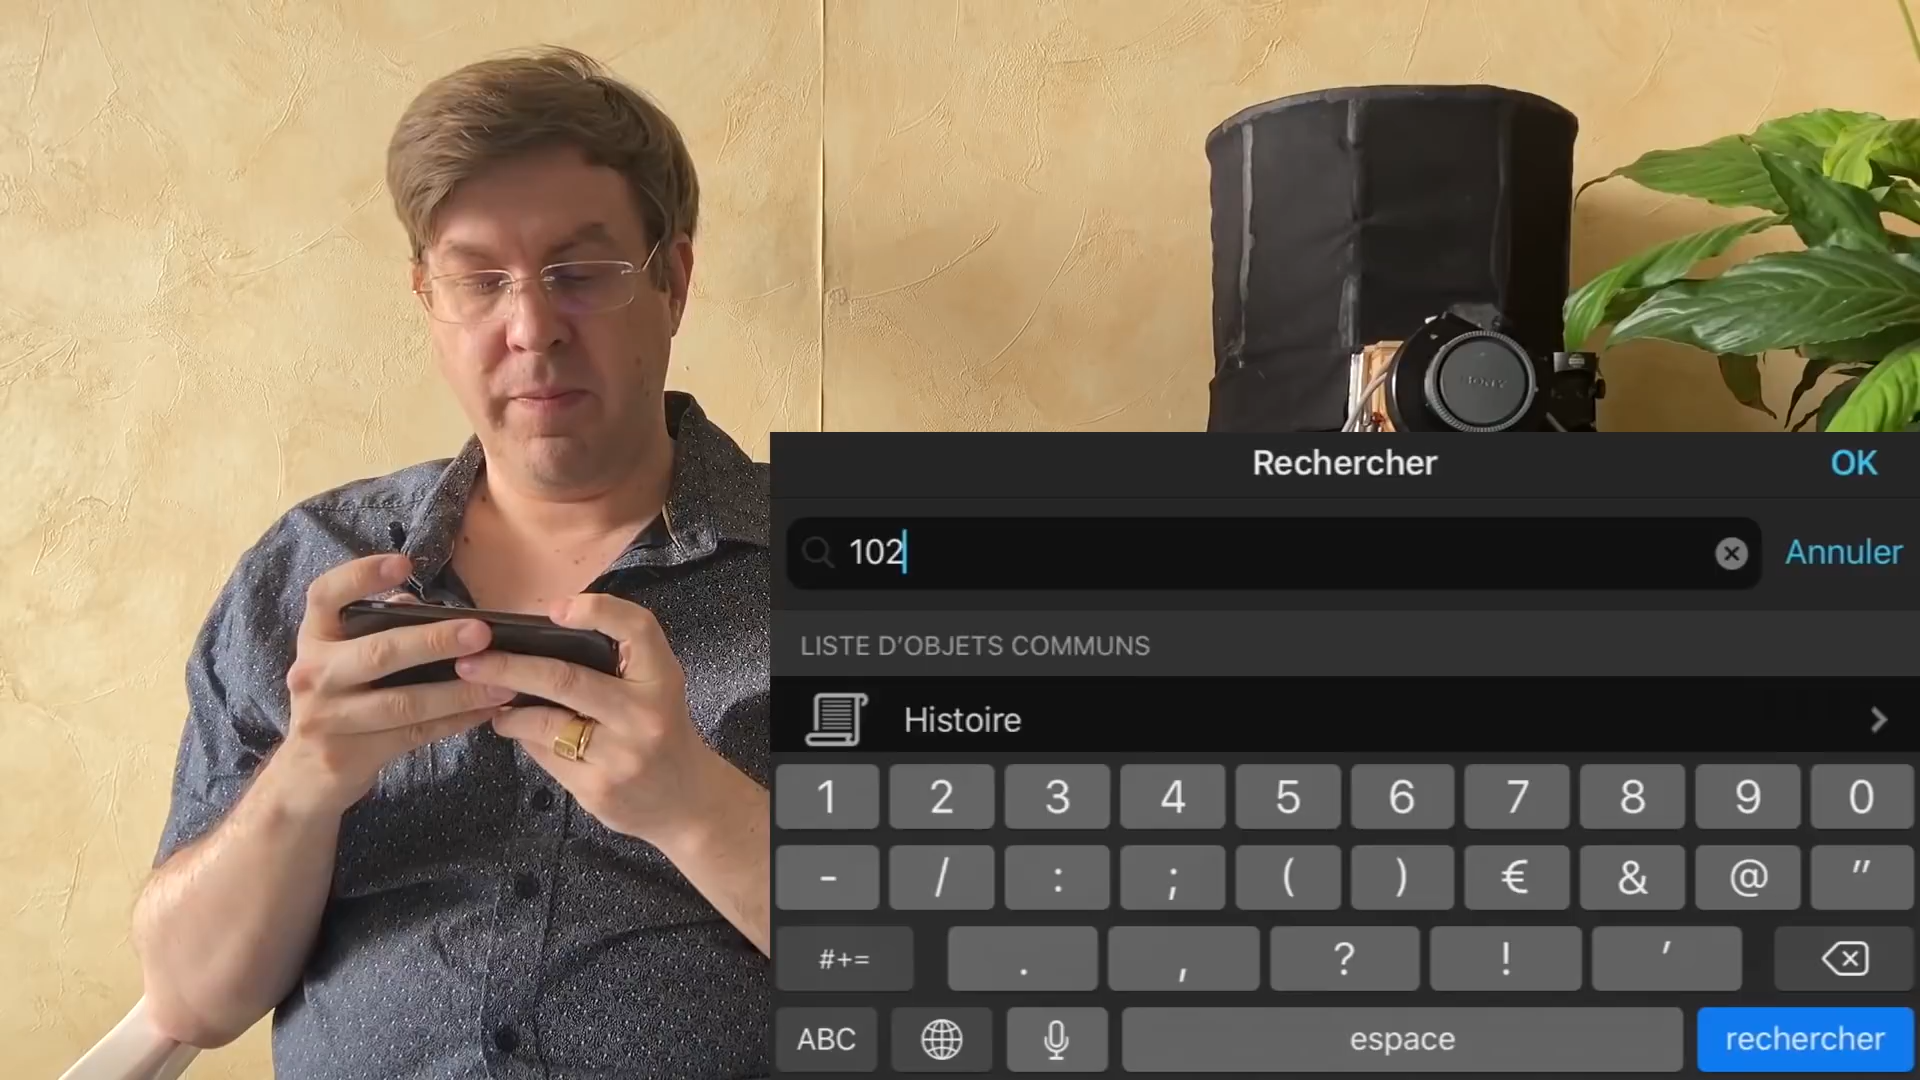 SONY
Rechercher
OK
102
Annuler
LISTE D'OBJETS COMMUNS
Histoire
1 2 3 4 5 6 7 8 9 0
- / : ; ( ) € & @ "
#+= . , ? ! '
ABC espace rechercher